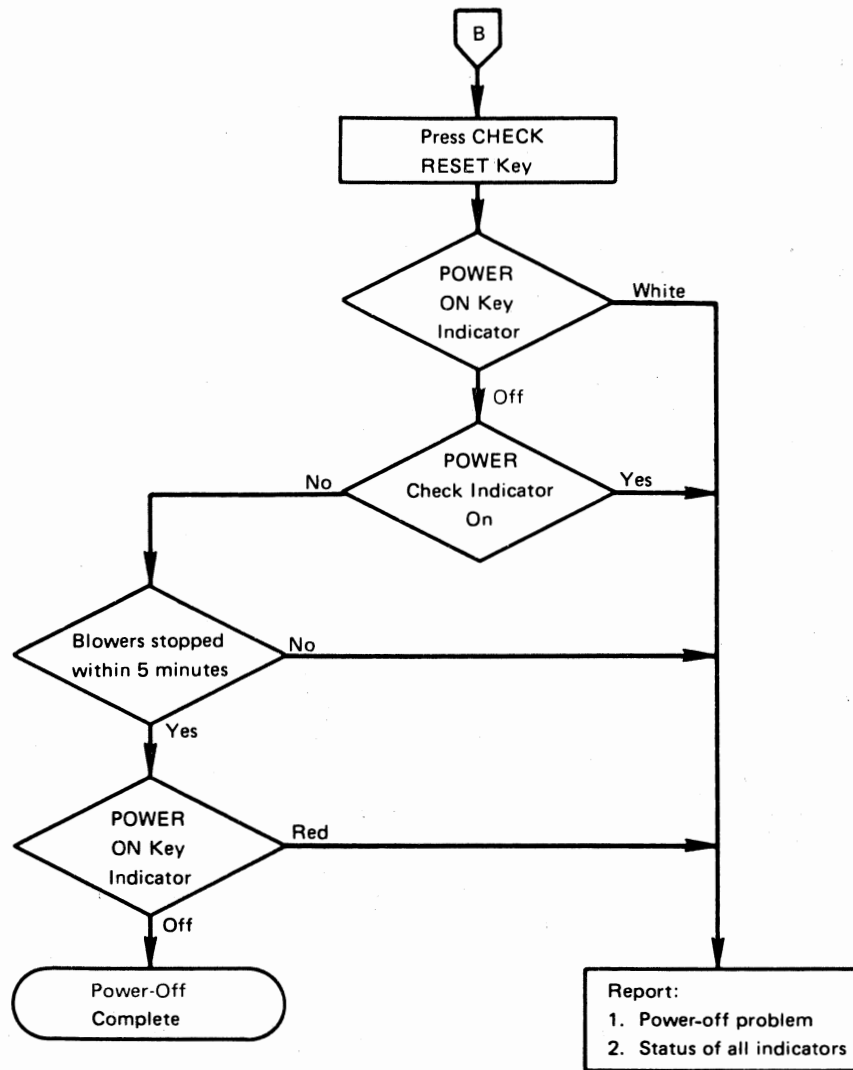 B
Press CHECK
RESET Key
POWER
ON Key
Indicator
White
Off
POWER
Check Indicator
On
No
Yes
Blowers stopped
within 5 minutes
No
Yes
POWER
ON Key
Indicator
Red
Off
Power-Off
Complete
Report:
1. Power-off problem
2. Status of all indicators